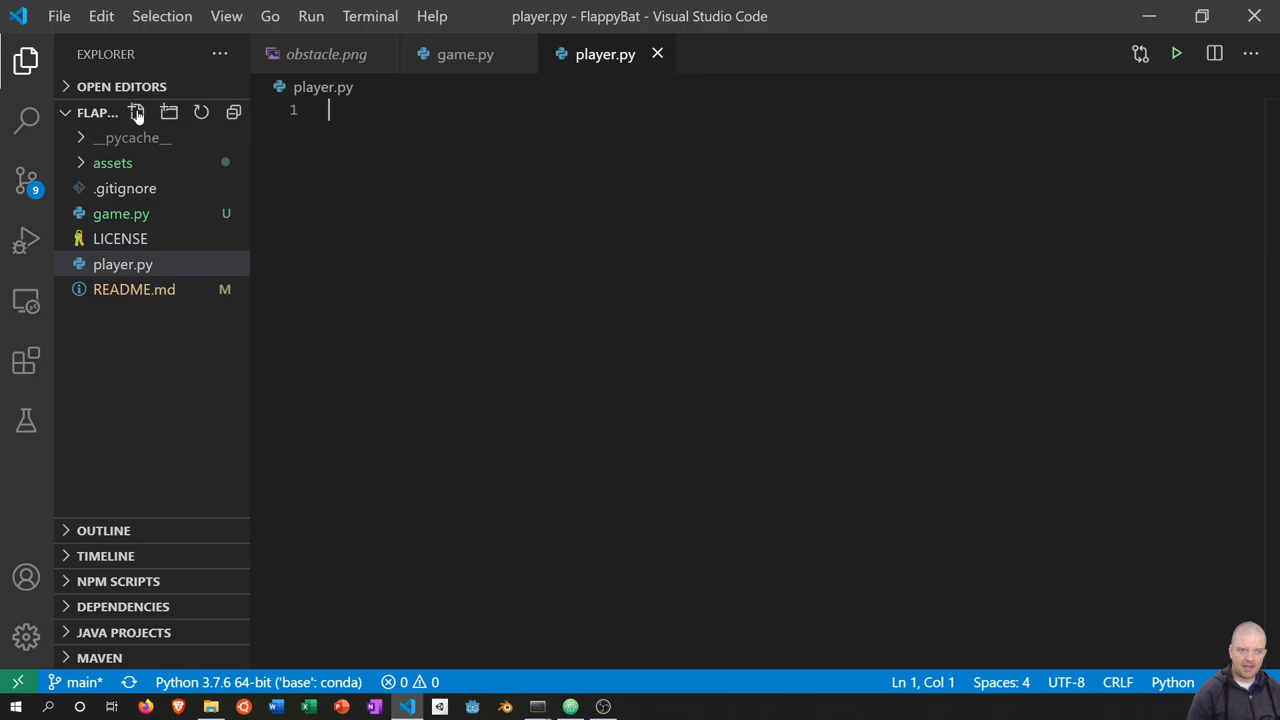 File Edit Selection View Go Run Terminal Help player.py - FlappyBat - Visual Studio Code
EXPLORER
obstacle.png game.py player.py
OPEN EDITORS
player.py
FLAP...
1
__pycache__
assets
.gitignore
game.py U
LICENSE
player.py
README.md M
9
OUTLINE
TIMELINE
NPM SCRIPTS
DEPENDENCIES
JAVA PROJECTS
MAVEN
main* Python 3.7.6 64-bit ('base': conda) 0 0 Ln 1, Col 1 Spaces: 4 UTF-8 CRLF Python